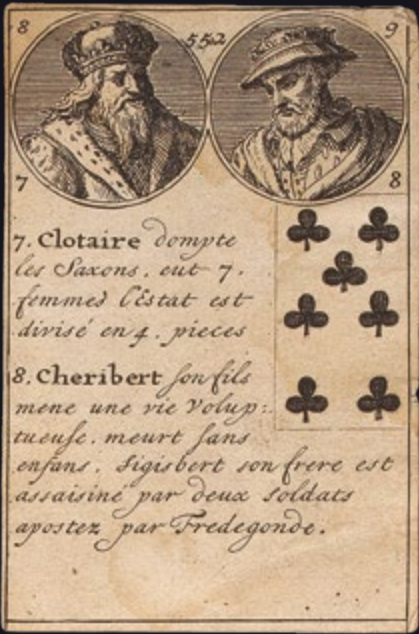 8 552 9
7 8
7. Clotaire dompte
les Saxons. eut 7.
femmes l'Estat est
divisé en 4. pieces
8. Cheribert son fils
mene une vie volup:
tueuse. meurt sans
enfans. Sigisbert son frere est
assaisiné par deux soldats
apostez par Fredegonde.